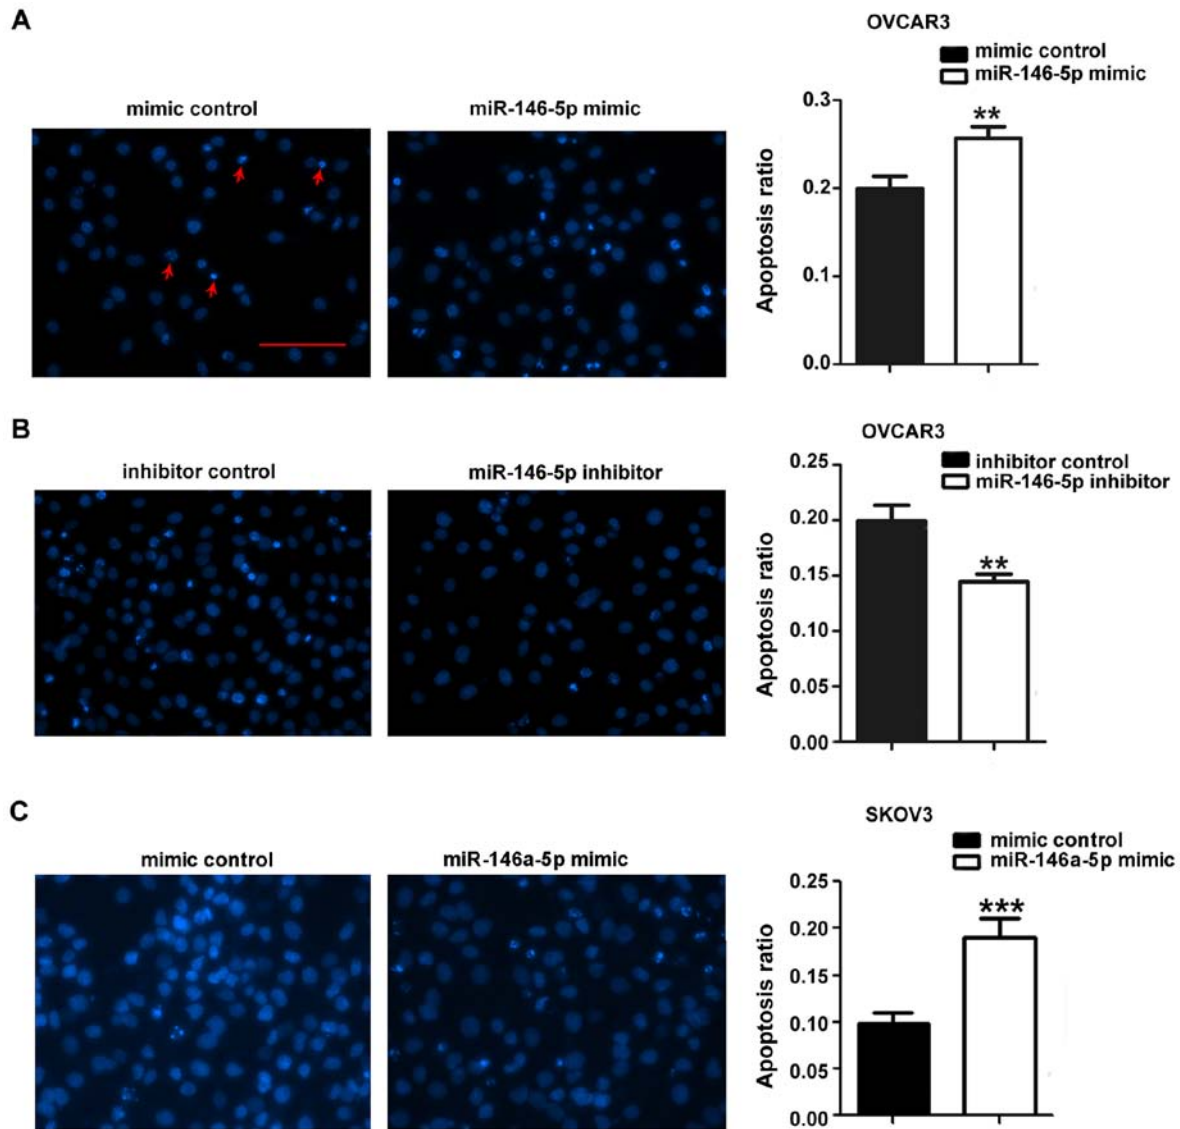 A
OVCAR3
mimic control
miR-146-5p mimic
mimic control
miR-146-5p mimic
**
Apoptosis ratio
0.3
0.2
0.1
0.0
B
OVCAR3
inhibitor control
miR-146-5p inhibitor
inhibitor control
miR-146-5p inhibitor
**
Apoptosis ratio
0.25
0.20
0.15
0.10
0.05
0.00
C
SKOV3
mimic control
miR-146a-5p mimic
mimic control
miR-146a-5p mimic
***
Apoptosis ratio
0.25
0.20
0.15
0.10
0.05
0.00